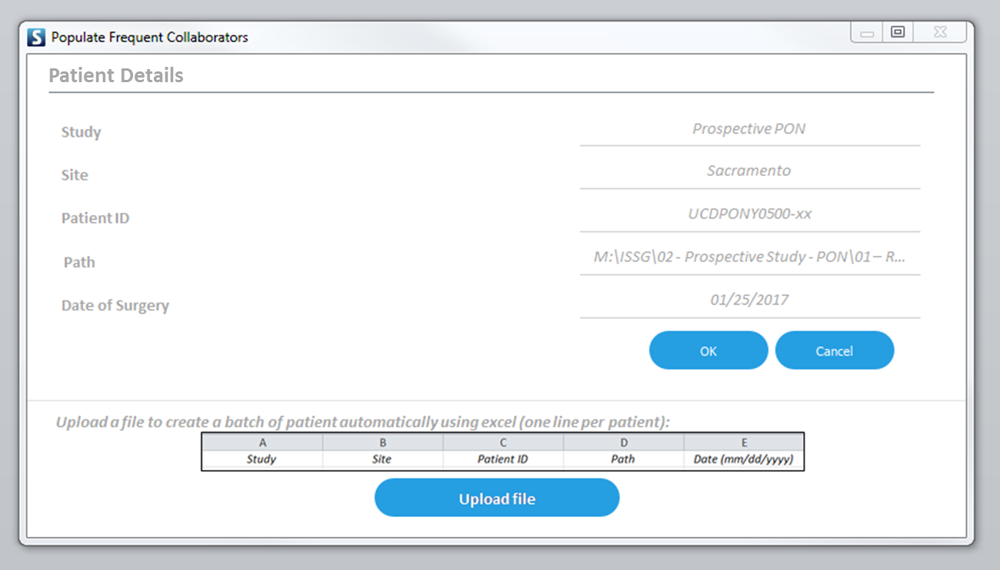 S Populate Frequent Collaborators
Patient Details
Study Prospective PON
Site Sacramento
Patient ID UCDPONY0500-xx
Path M:\ISSG\02 - Prospective Study - PON\01 – R...
Date of Surgery 01/25/2017
OK Cancel
Upload a file to create a batch of patient automatically using excel (one line per patient):
A B C D E
Study Site Patient ID Path Date (mm/dd/yyyy)
Upload file